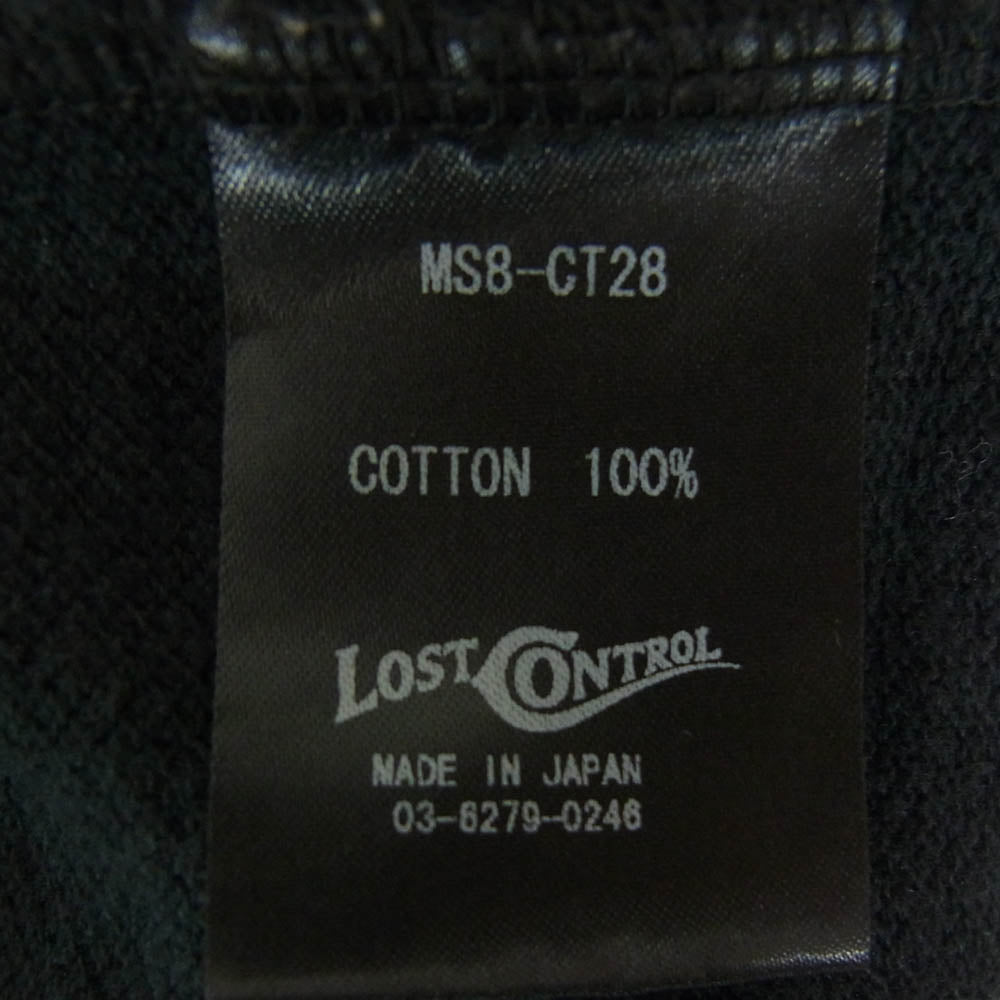 MS8-CT28
COTTON 100%
LOST CONTROL
MADE IN JAPAN
03-6279-0246